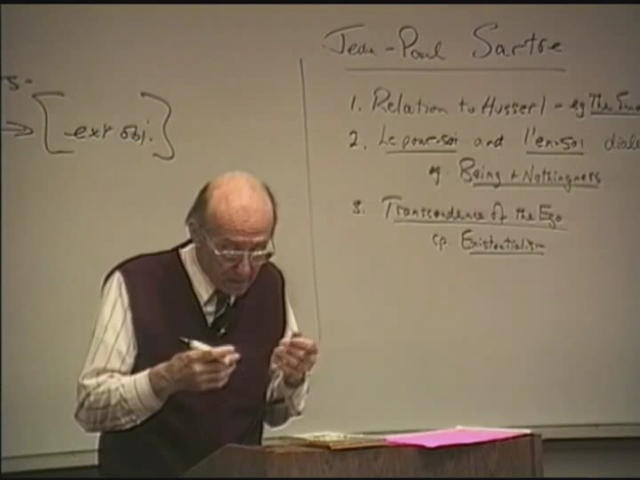 s.
[ext obj.]
Jean-Paul Sartre
1. Relation to Husserl - eg The
2. Le pour-soi and l'en-soi
eg. Being + Nothingness
3. Transcendence of the Ego
cp. Existentialism